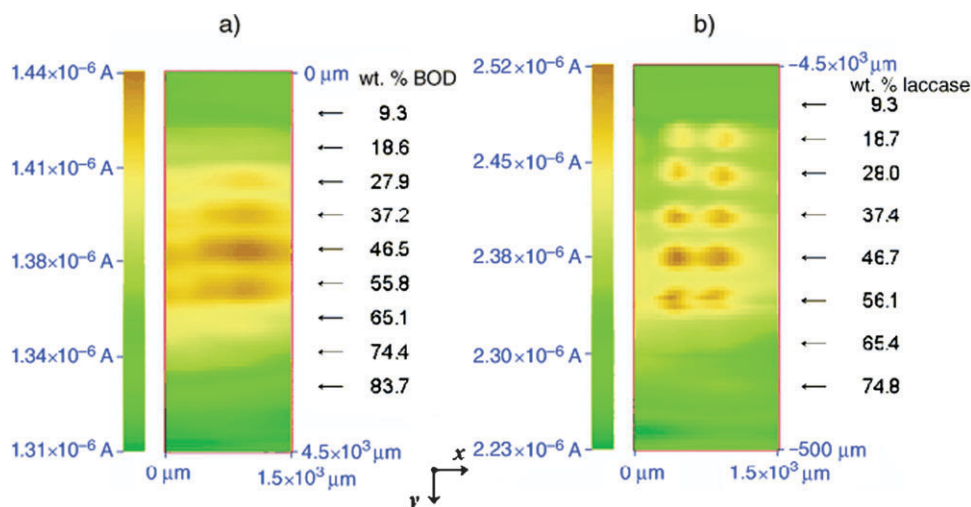 a)
1.44×10⁻⁶ A
1.41×10⁻⁶ A
1.38×10⁻⁶ A
1.34×10⁻⁶ A
1.31×10⁻⁶ A
0 µm
4.5×10³ µm
0 µm
1.5×10³ µm
wt. % BOD
← 9.3
← 18.6
← 27.9
← 37.2
← 46.5
← 55.8
← 65.1
← 74.4
← 83.7
x
y
b)
2.52×10⁻⁶ A
2.45×10⁻⁶ A
2.38×10⁻⁶ A
2.30×10⁻⁶ A
2.23×10⁻⁶ A
−4.5×10³ µm
−500 µm
0 µm
1.5×10³ µm
wt. % laccase
← 9.3
← 18.7
← 28.0
← 37.4
← 46.7
← 56.1
← 65.4
← 74.8